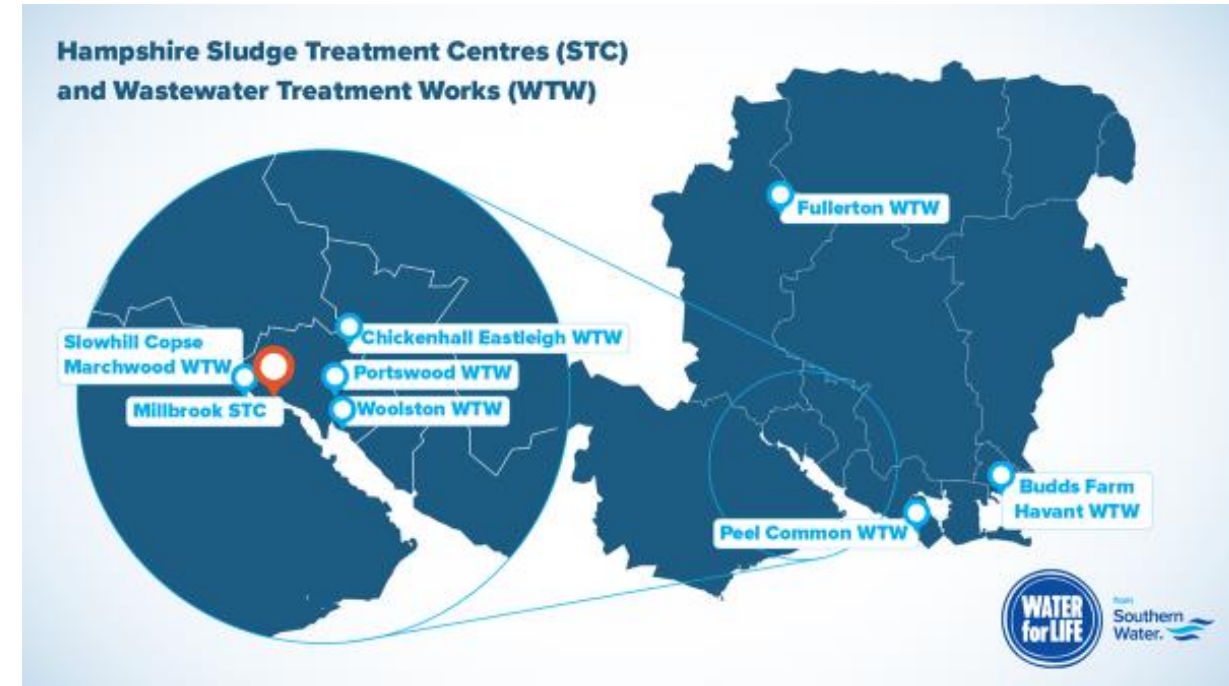 Hampshire Sludge Treatment Centres (STC)
and Wastewater Treatment Works (WTW)
Fullerton WTW
Slowhill Copse
Marchwood WTW
Chickenhall Eastleigh WTW
Portswood WTW
Millbrook STC
Woolston WTW
Budds Farm
Havant WTW
Peel Common WTW
WATER
for LIFE
from
Southern
Water.